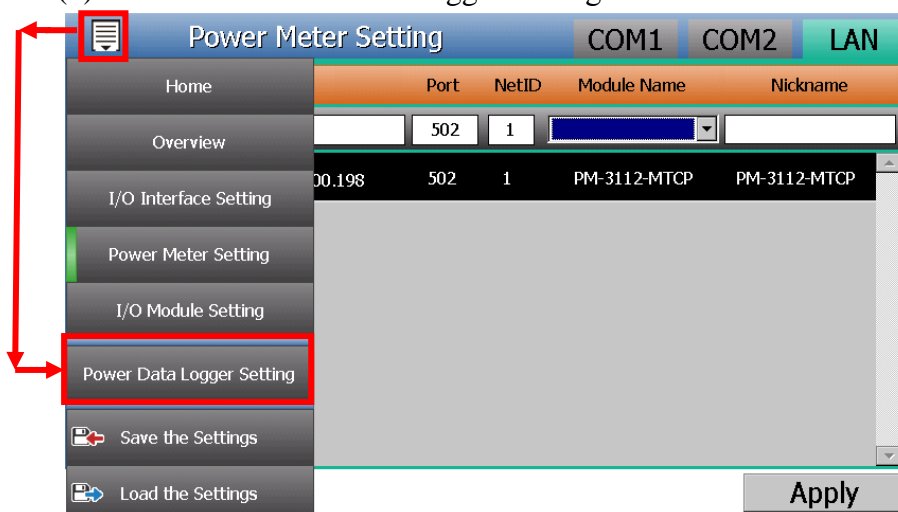 Power Meter Setting COM1 COM2 LAN
Home Port NetID Module Name Nickname
Overview 502 1
I/O Interface Setting 00.198 502 1 PM-3112-MTCP PM-3112-MTCP
Power Meter Setting
I/O Module Setting
Power Data Logger Setting
Save the Settings
Load the Settings Apply